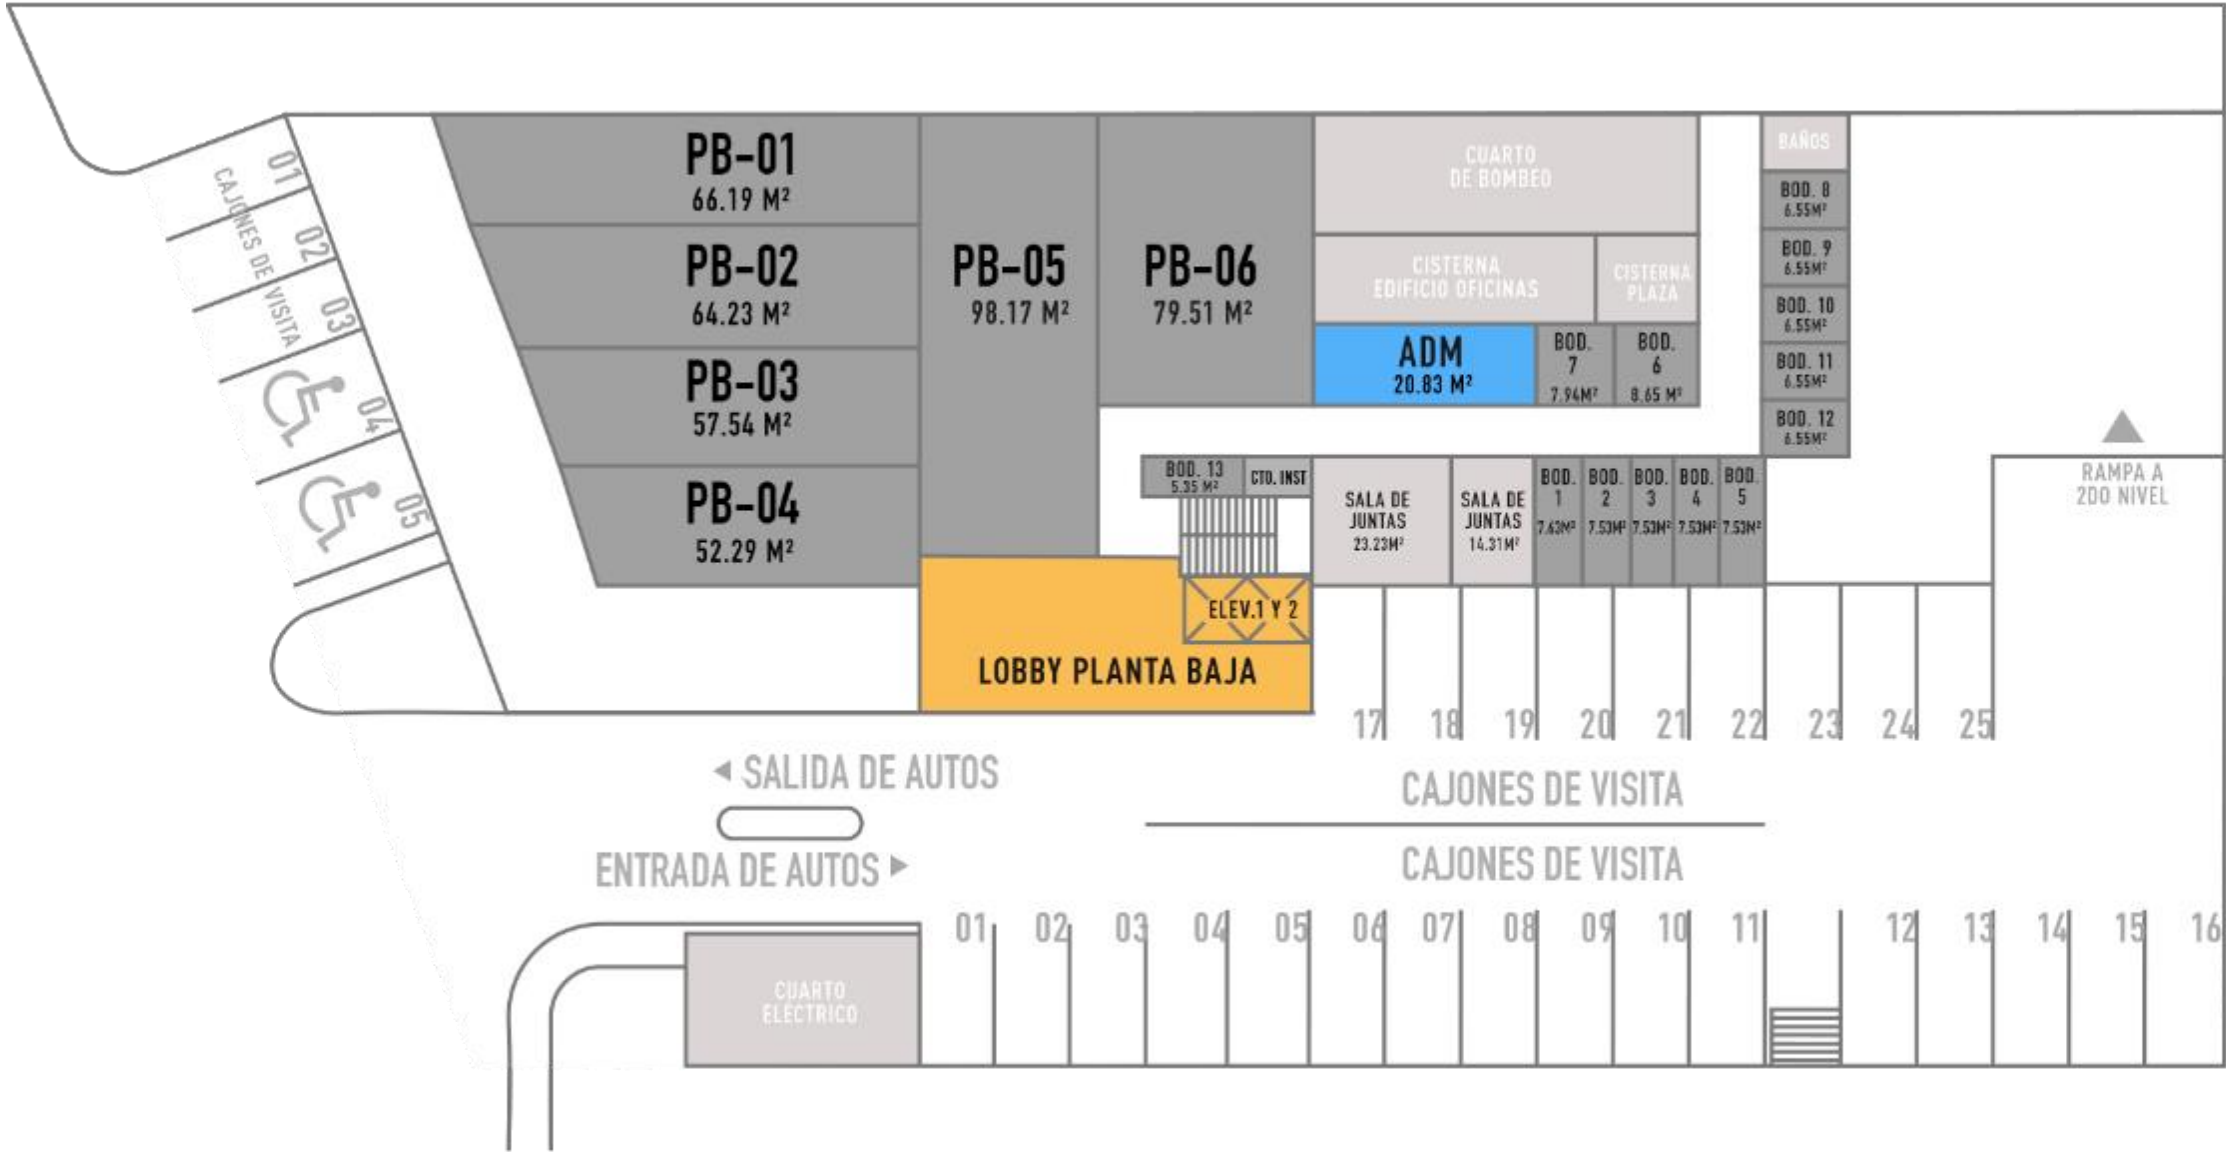 PB-01
66.19 M²
PB-02
64.23 M²
PB-03
57.54 M²
PB-04
52.29 M²
PB-05
98.17 M²
PB-06
79.51 M²
CUARTO
DE BOMBEO
CISTERNA
EDIFICIO OFICINAS
CISTERNA
PLAZA
ADM
20.83 M²
BOD.
7
7.94M²
BOD.
6
8.65 M²
BAÑOS
BOD. 8
6.55M²
BOD. 9
6.55M²
BOD. 10
6.55M²
BOD. 11
6.55M²
BOD. 12
6.55M²
BOD. 13
5.35 M²
CTO. INST
SALA DE
JUNTAS
23.23M²
SALA DE
JUNTAS
14.31M²
BOD.
1
7.63M²
BOD.
2
7.53M²
BOD.
3
7.53M²
BOD.
4
7.53M²
BOD.
5
7.53M²
RAMPA A
2DO NIVEL
CAJONES DE VISITA
01
02
03
04
05
ELEV.1 Y 2
LOBBY PLANTA BAJA
17 18 19 20 21 22 23 24 25
SALIDA DE AUTOS
CAJONES DE VISITA
ENTRADA DE AUTOS
CAJONES DE VISITA
01 02 03 04 05 06 07 08 09 10 11 12 13 14 15 16
CUARTO
ELÉCTRICO